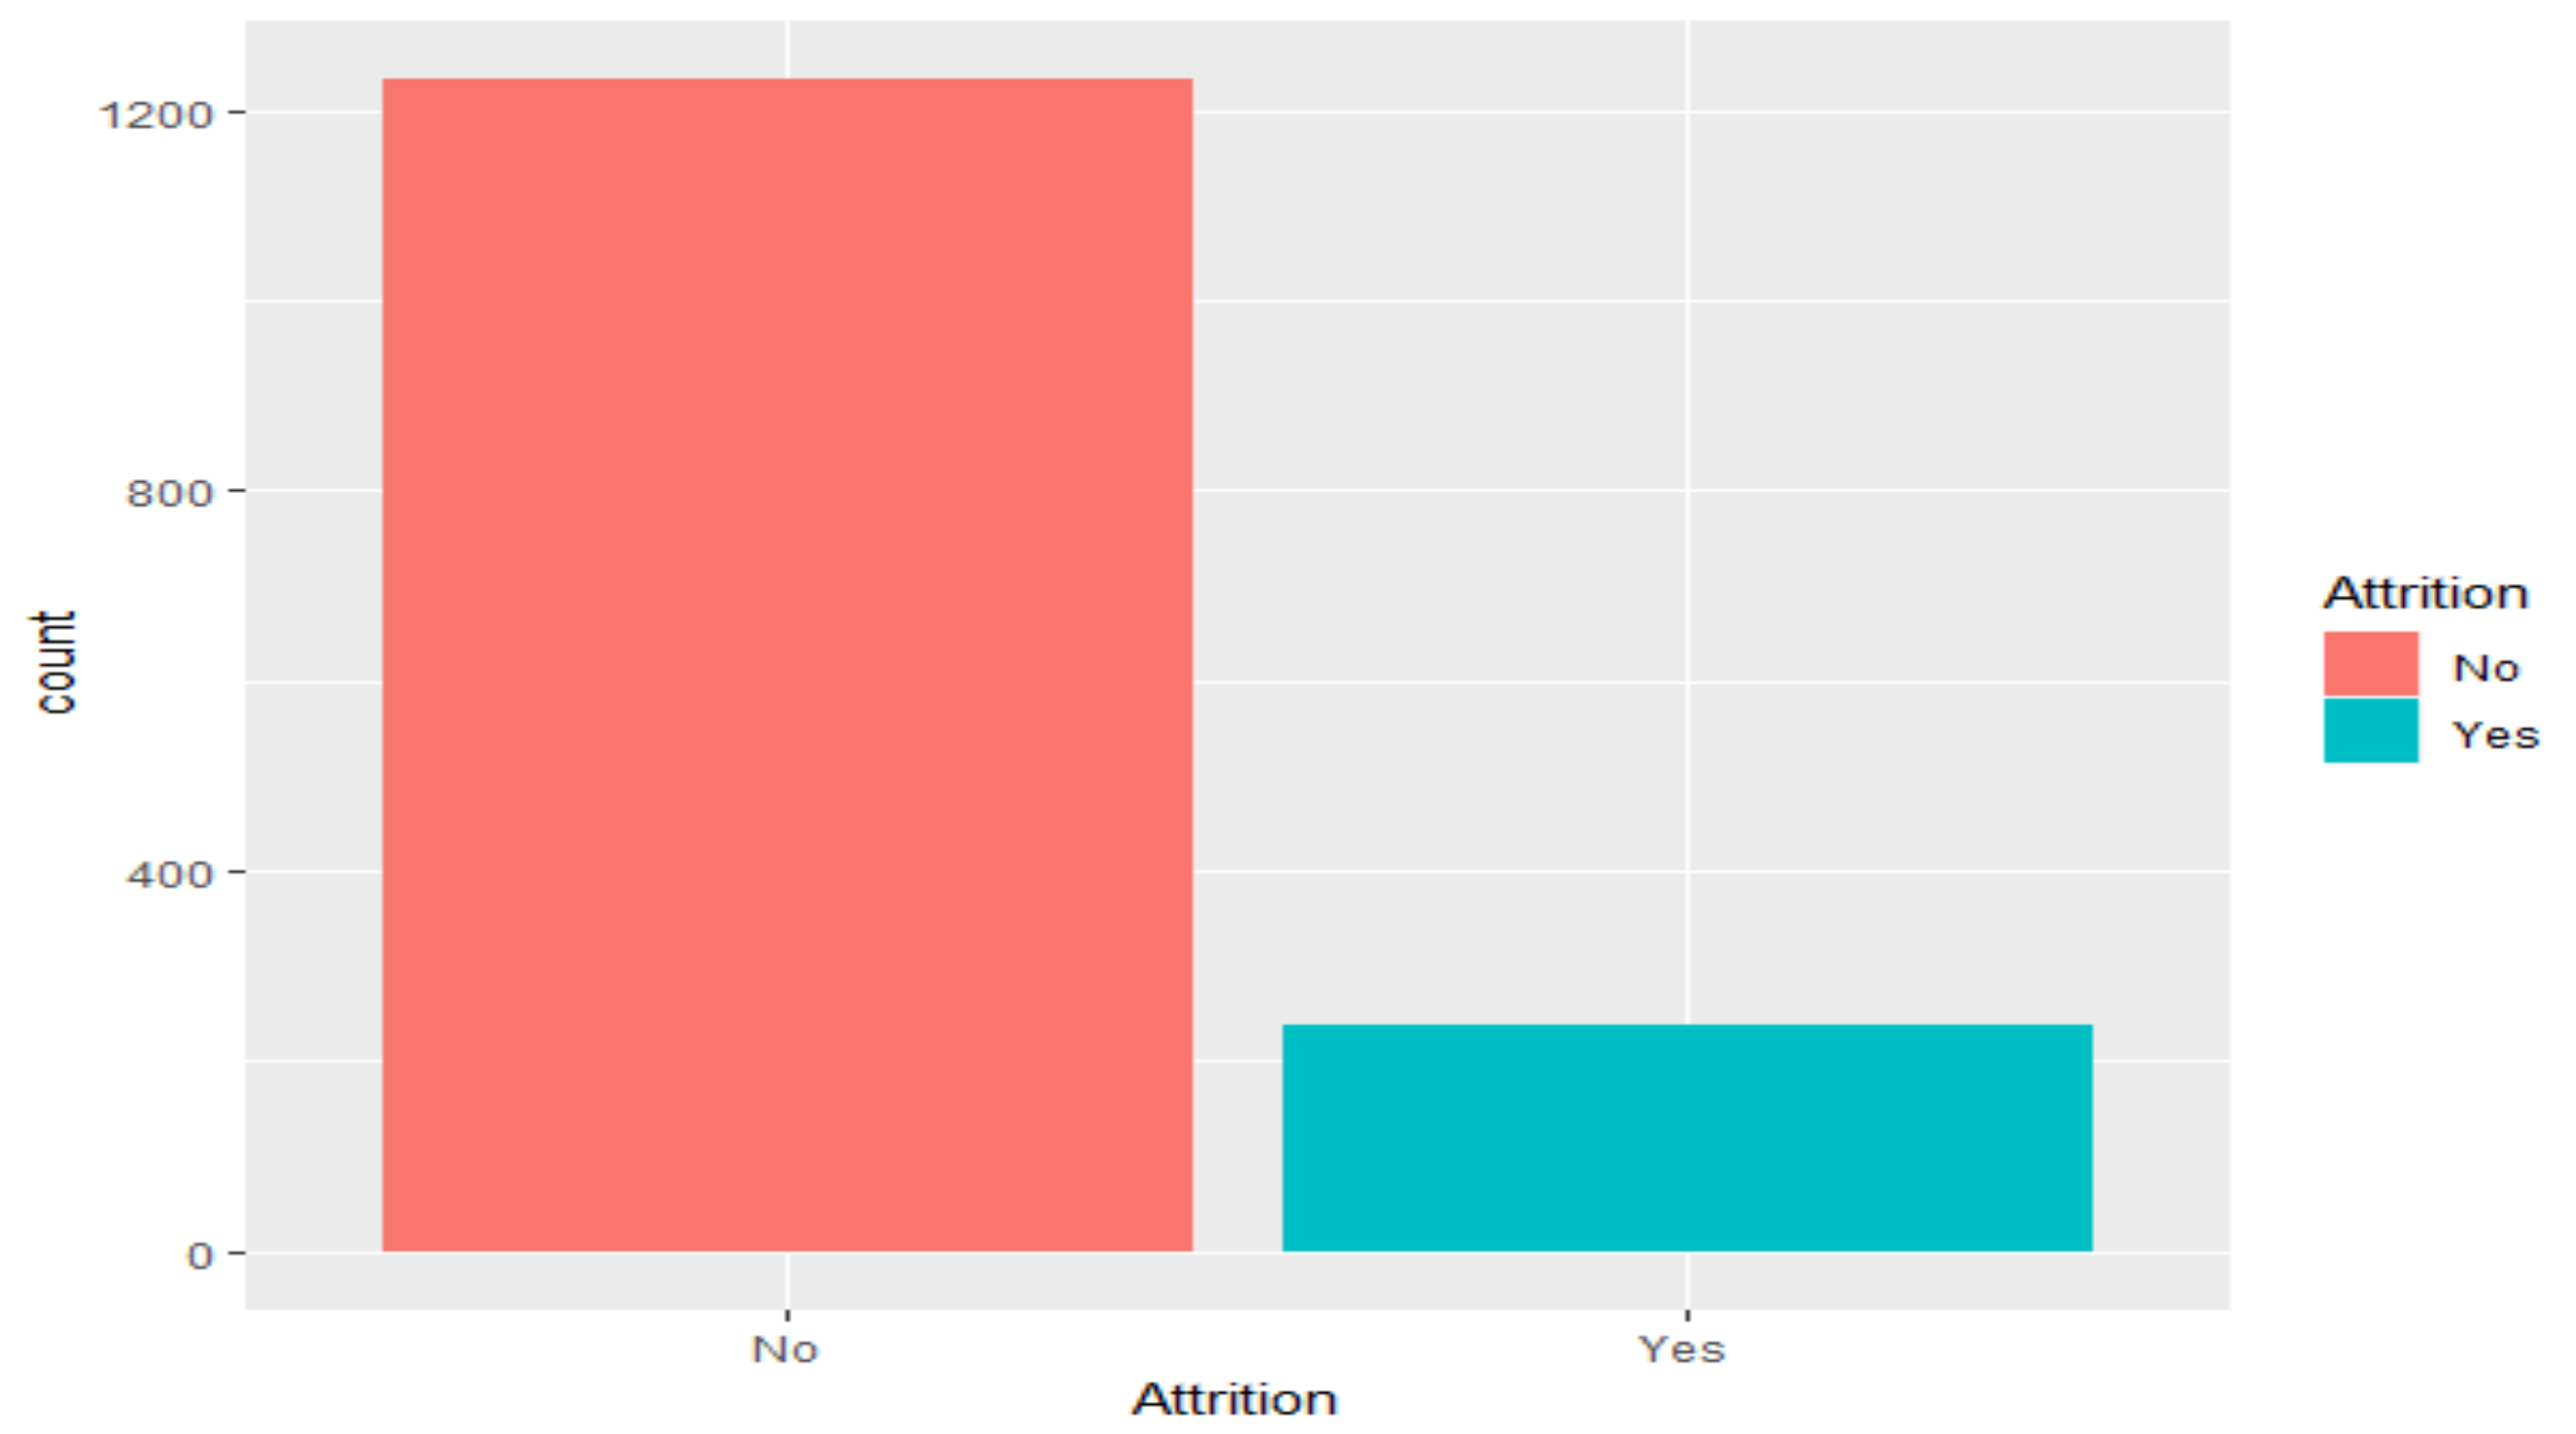 1200
800
400
0
count
No
Yes
Attrition
Attrition
No
Yes